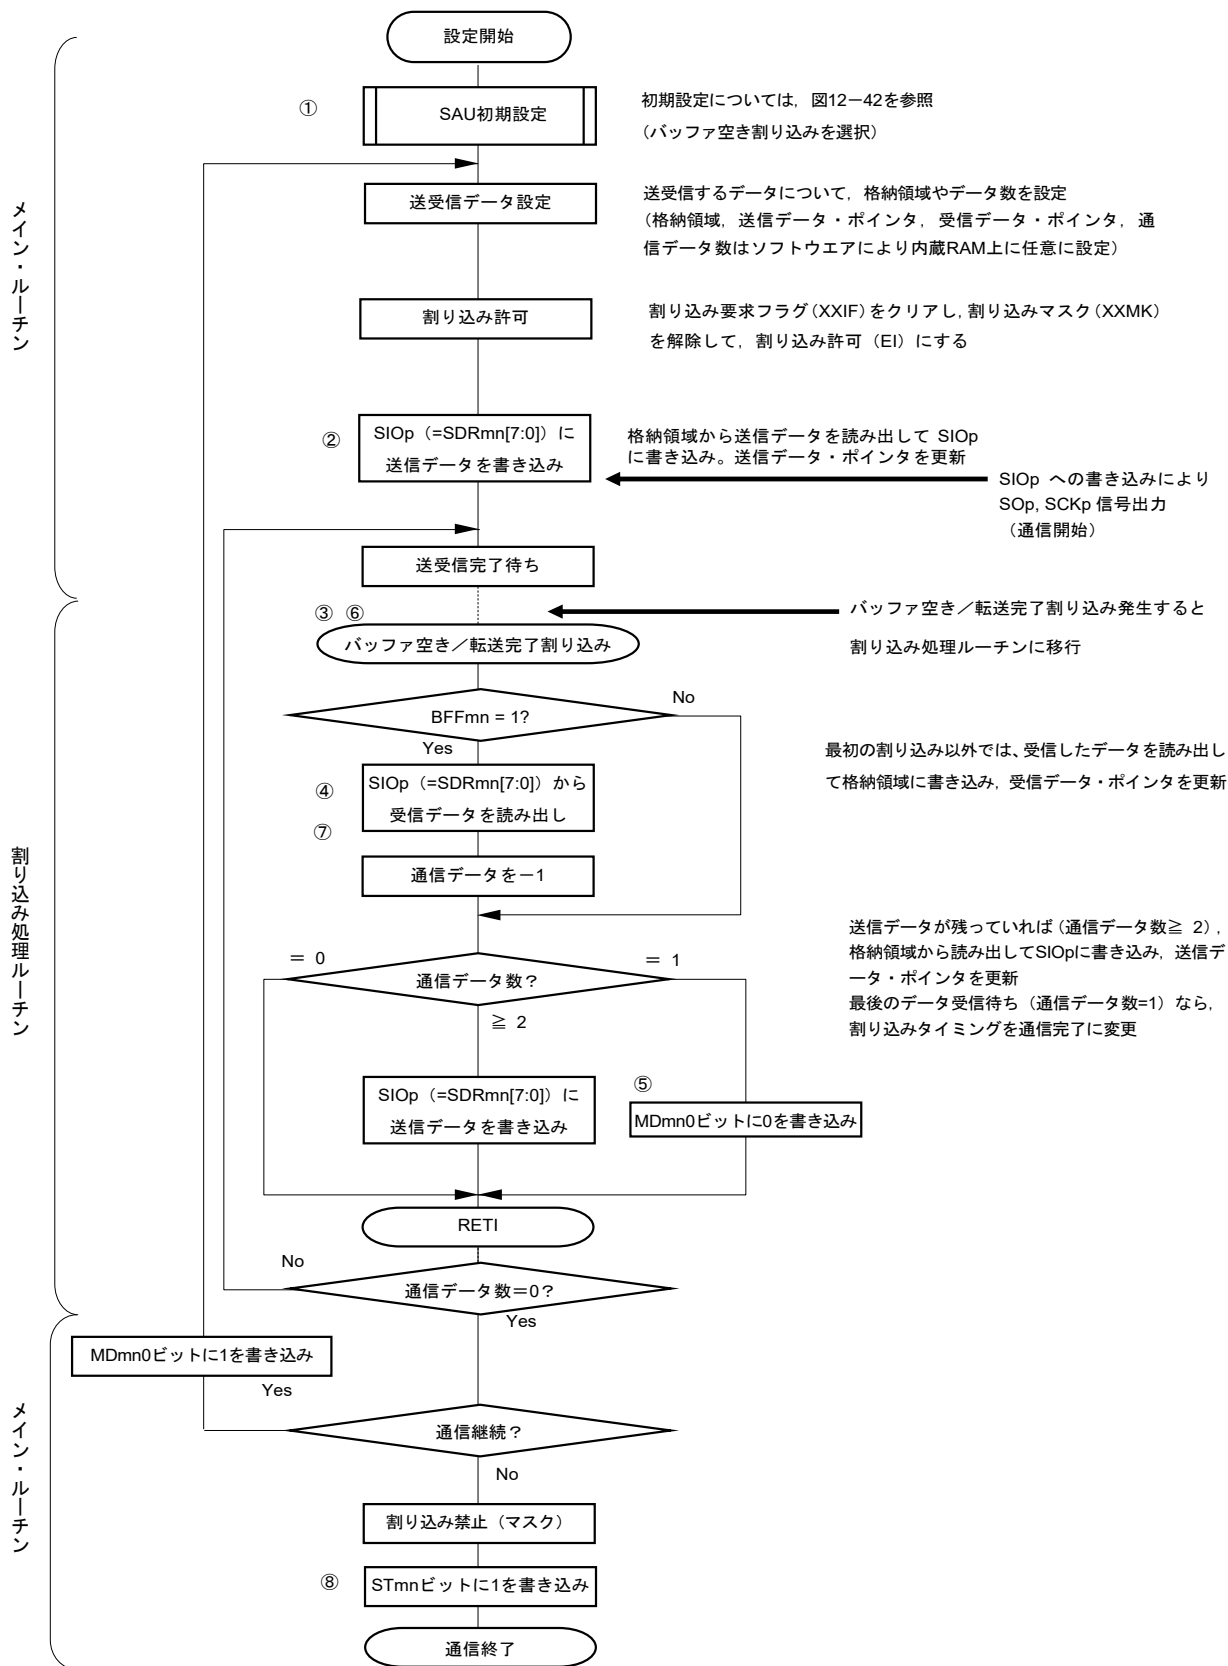 設定開始
①
SAU初期設定
初期設定については，図12－42を参照
（バッファ空き割り込みを選択）
メイン・ルーチン
送受信データ設定
送受信するデータについて，格納領域やデータ数を設定
（格納領域，送信データ・ポインタ，受信データ・ポインタ，通
信データ数はソフトウエアにより内蔵RAM上に任意に設定）
割り込み許可
割り込み要求フラグ（XXIF）をクリアし，割り込みマスク（XXMK）
を解除して，割り込み許可（EI）にする
②
SIOp（=SDRmn[7:0]）に
送信データを書き込み
格納領域から送信データを読み出して SIOp
に書き込み。送信データ・ポインタを更新
SIOp への書き込みにより
SOp, SCKp 信号出力
（通信開始）
送受信完了待ち
③ ⑥
バッファ空き／転送完了割り込み
バッファ空き／転送完了割り込み発生すると
割り込み処理ルーチンに移行
割り込み処理ルーチン
BFFmn = 1?
No
Yes
④
⑦
SIOp（=SDRmn[7:0]）から
受信データを読み出し
最初の割り込み以外では、受信したデータを読み出し
て格納領域に書き込み，受信データ・ポインタを更新
通信データを－1
＝ 0
通信データ数？
＝ 1
≧ 2
送信データが残っていれば（通信データ数≧ 2），
格納領域から読み出してSIOpに書き込み，送信デ
ータ・ポインタを更新
最後のデータ受信待ち（通信データ数=1）なら，
割り込みタイミングを通信完了に変更
SIOp（=SDRmn[7:0]）に
送信データを書き込み
⑤
MDmn0ビットに0を書き込み
RETI
No
通信データ数＝0？
Yes
MDmn0ビットに1を書き込み
Yes
メイン・ルーチン
通信継続？
No
割り込み禁止（マスク）
⑧
STmnビットに1を書き込み
通信終了